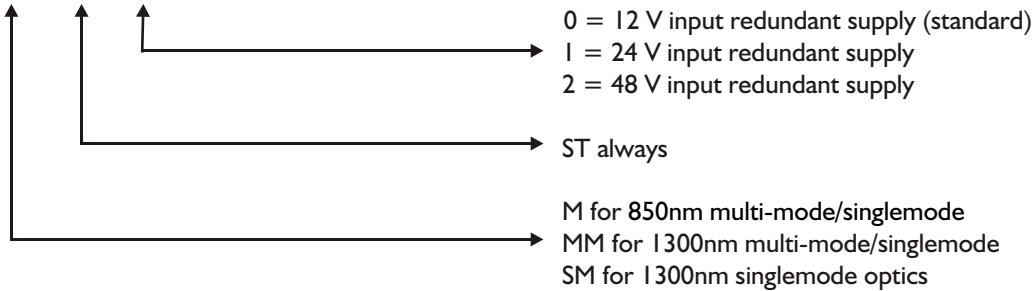 0 = 12 V input redundant supply (standard)
1 = 24 V input redundant supply
2 = 48 V input redundant supply
ST always
M for 850nm multi-mode/singlemode
MM for 1300nm multi-mode/singlemode
SM for 1300nm singlemode optics